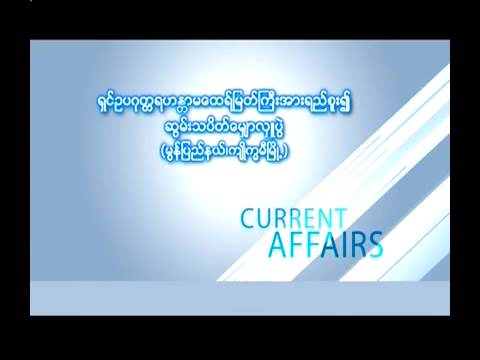 ရှင်ဥပဂုတ္တရဟန္တာမထေရ်မြတ်ကြီးအားရည်စူး၍
ဆွမ်းသပိတ်မျှောလှူပွဲ
(မွန်ပြည်နယ်၊ကျိုက္ခမီမြို့)
CURRENT
AFFAIRS